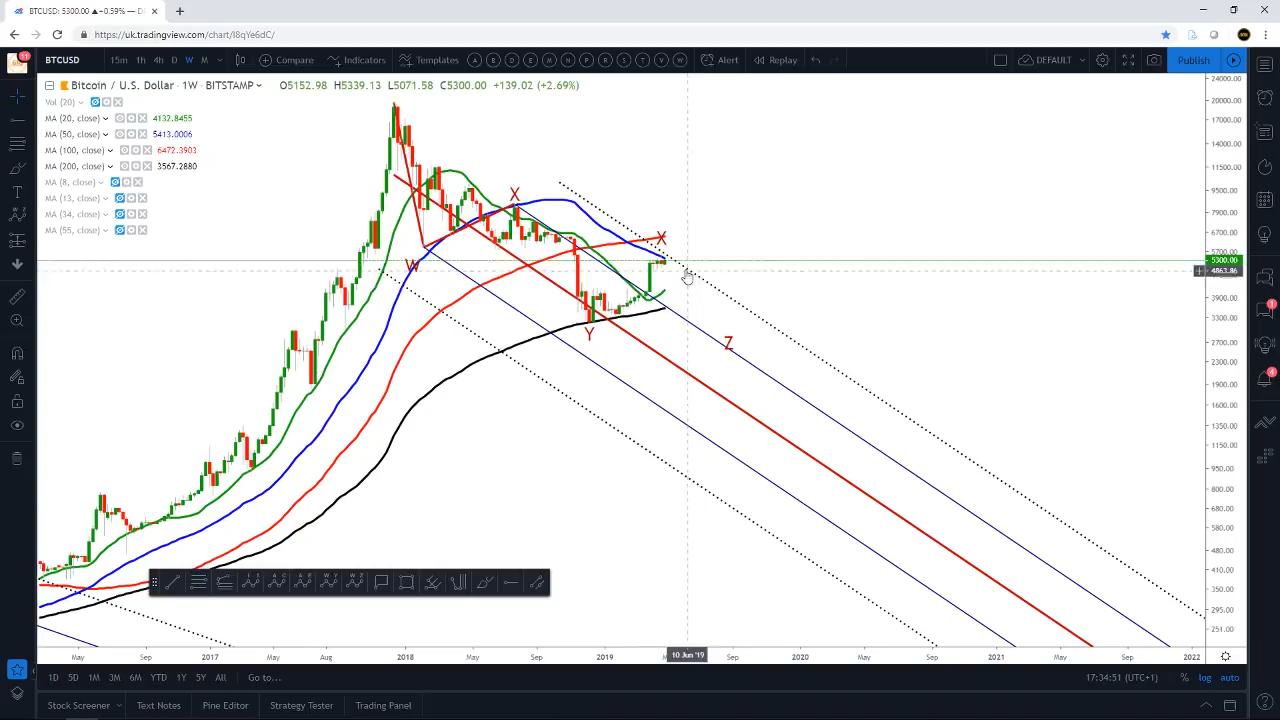 BTCUSD: 5300.00 ▲+0.59% — DE
https://uk.tradingview.com/chart/I8qYe6dC/
11
BTCUSD 15m 1h 4h D W M Compare Indicators Templates A B D E M N P R S T V W Alert Replay DEFAULT Publish
Bitcoin / U.S. Dollar · 1W · BITSTAMP O5152.98 H5339.13 L5071.58 C5300.00 +139.02 (+2.69%)
Vol (20)
MA (20, close) 4132.8455
MA (50, close) 5413.0006
MA (100, close) 6472.3903
MA (200, close) 3567.2880
MA (8, close)
MA (13, close)
MA (34, close)
MA (55, close)
24000.00
20000.00
17000.00
14000.00
11500.00
9500.00
7900.00
6700.00
5700.00
5300.00
4863.86
3900.00
3300.00
2700.00
2300.00
1900.00
1600.00
1350.00
1150.00
950.00
800.00
680.00
580.00
480.00
410.00
350.00
295.00
251.00
X
X
W
Y
Z
1
4
May Sep 2017 May Aug 2018 May Sep 2019 10 Jun '19 Sep 2020 May Sep 2021 May Sep 2022
1D 5D 1M 3M 6M YTD 1Y 5Y All Go to... 17:34:51 (UTC+1) % log auto
Stock Screener Text Notes Pine Editor Strategy Tester Trading Panel